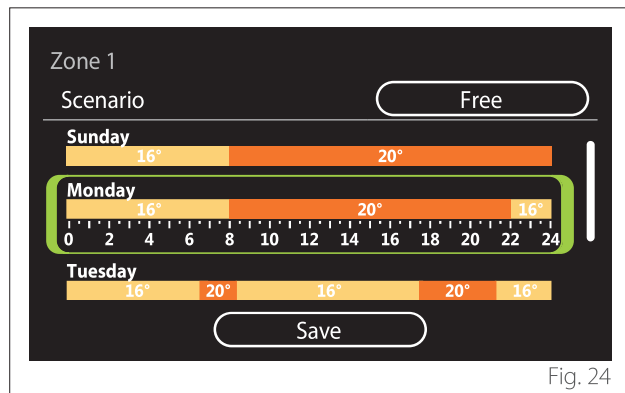 Zone 1
Scenario Free
Sunday
16° 20°
Monday
16° 20° 16°
0 2 4 6 8 10 12 14 16 18 20 22 24
Tuesday
16° 20° 16° 20° 16°
Save
Fig. 24